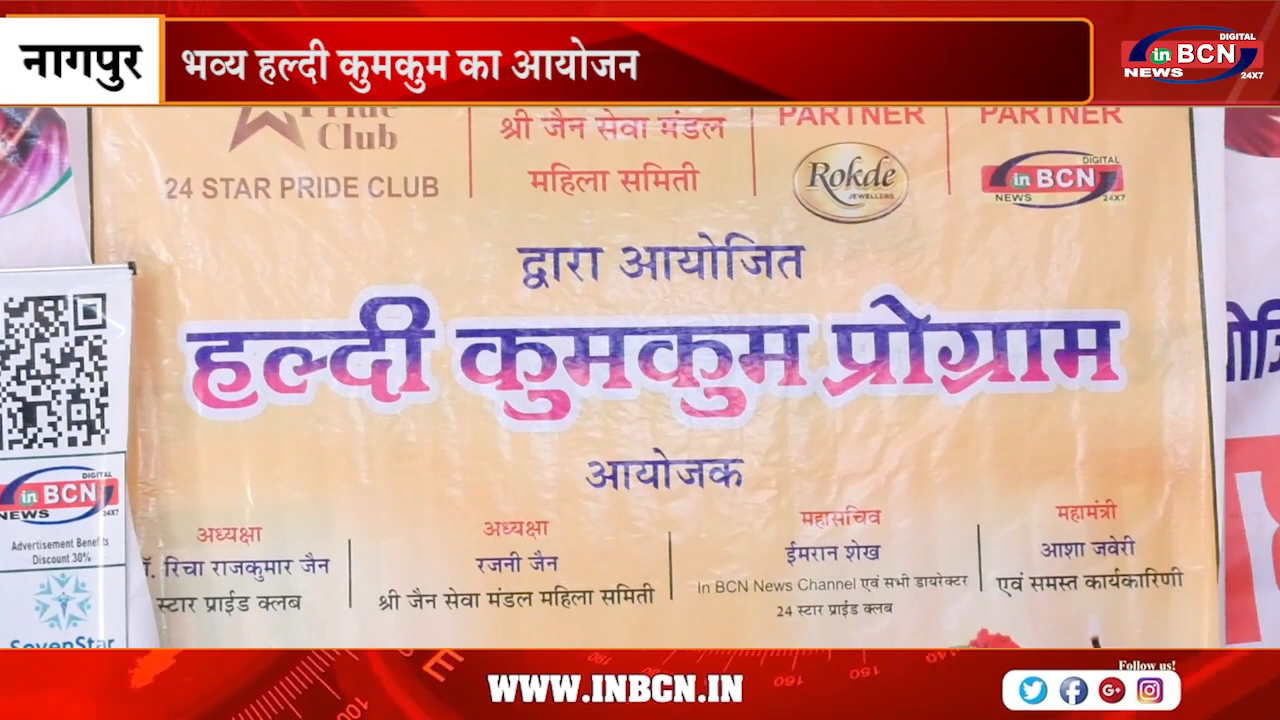 नागपुर
भव्य हल्दी कुमकुम का आयोजन
DIGITAL
in BCN
NEWS 24X7
Pride
Club
24 STAR PRIDE CLUB
श्री जैन सेवा मंडल
महिला समिति
PARTNER
Rokde
JEWELLERS
PARTNER
DIGITAL
in BCN
NEWS 24X7
द्वारा आयोजित
हल्दी कुमकुम प्रोग्राम
आयोजक
अध्यक्षा
रिचा राजकुमार जैन
स्टार प्राईड क्लब
अध्यक्षा
रजनी जैन
श्री जैन सेवा मंडल महिला समिति
महासचिव
ईमरान शेख
In BCN News Channel एवं सभी डायरेक्टर
24 स्टार प्राईड क्लब
महामंत्री
आशा जवेरी
एवं समस्त कार्यकारिणी
DIGITAL
in BCN
NEWS 24X7
Advertisement Benefits
Discount 30%
SevenStar
WWW.INBCN.IN
Follow us!